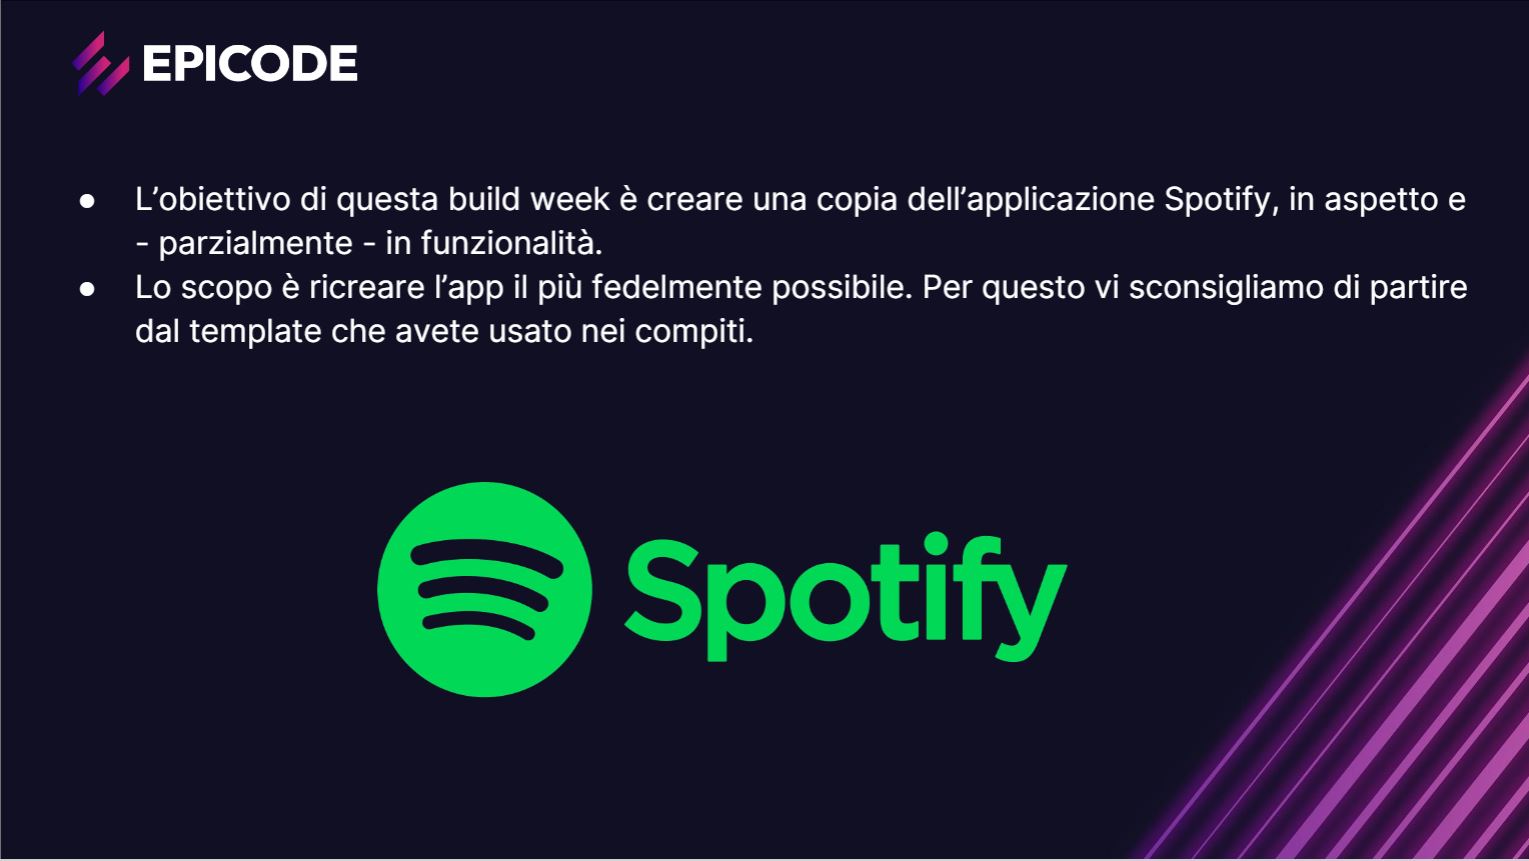 EPICODE
● L’obiettivo di questa build week è creare una copia dell’applicazione Spotify, in aspetto e
- parzialmente - in funzionalità.
● Lo scopo è ricreare l’app il più fedelmente possibile. Per questo vi sconsigliamo di partire
dal template che avete usato nei compiti.
Spotify